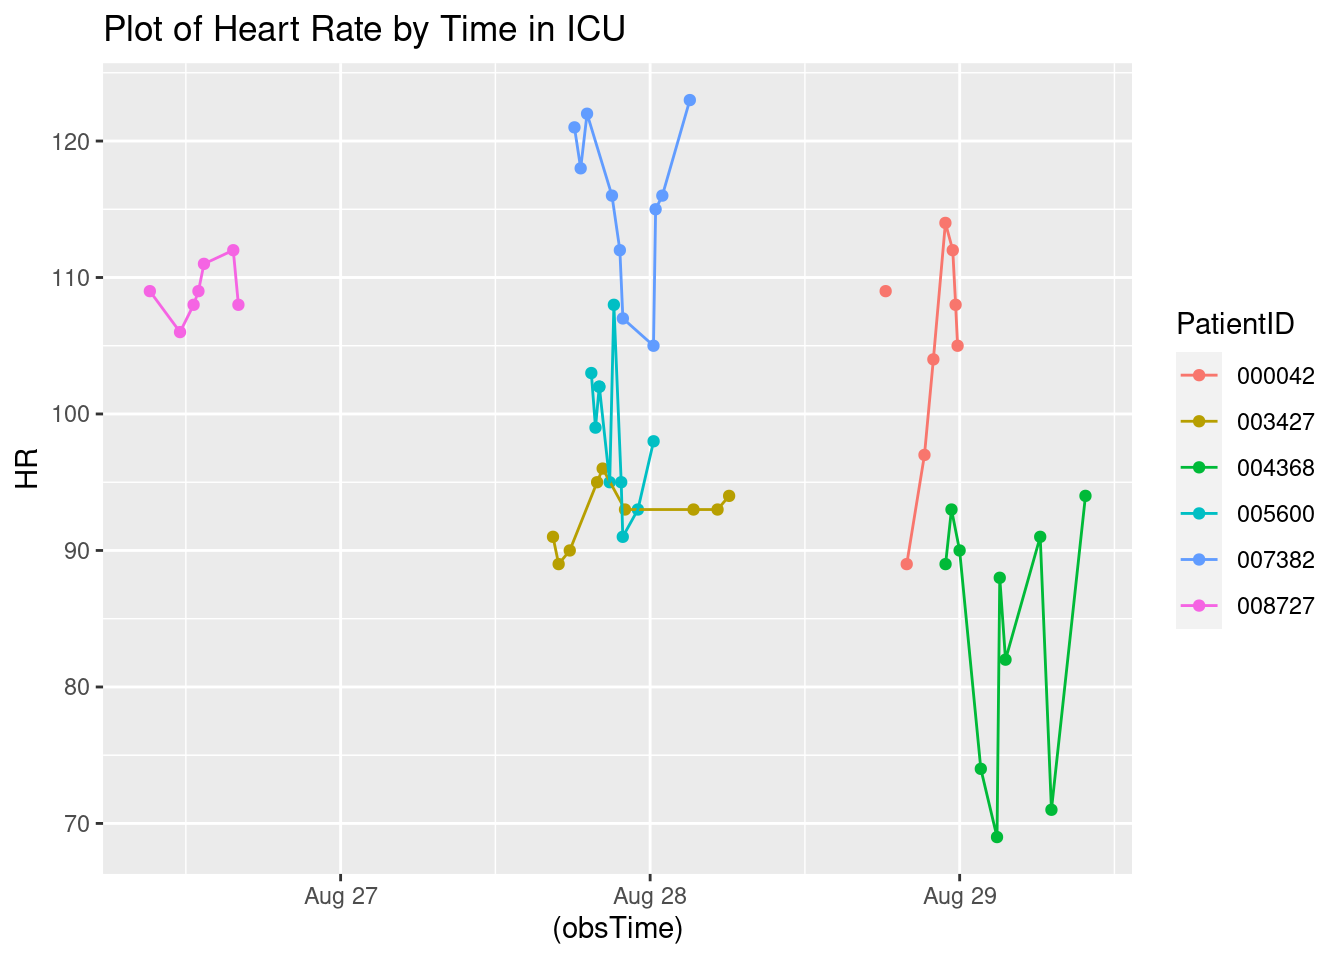 Plot of Heart Rate by Time in ICU
120
110
100
90
80
70
HR
Aug 27
Aug 28
Aug 29
(obsTime)
PatientID
000042
003427
004368
005600
007382
008727